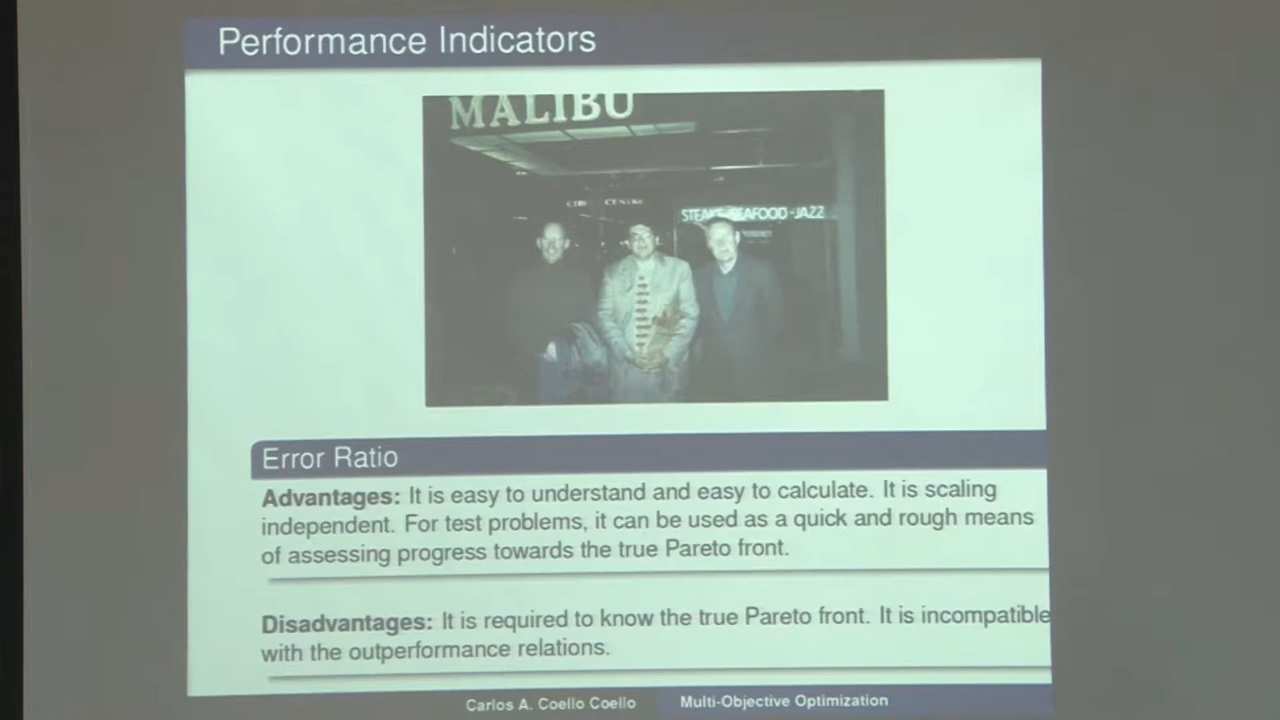 Performance Indicators
MALIBU
CENTRE
STEAKS SEAFOOD - JAZZ
Error Ratio
Advantages: It is easy to understand and easy to calculate. It is scaling
independent. For test problems, it can be used as a quick and rough means
of assessing progress towards the true Pareto front.
Disadvantages: It is required to know the true Pareto front. It is incompatible
with the outperformance relations.
Carlos A. Coello Coello
Multi-Objective Optimization